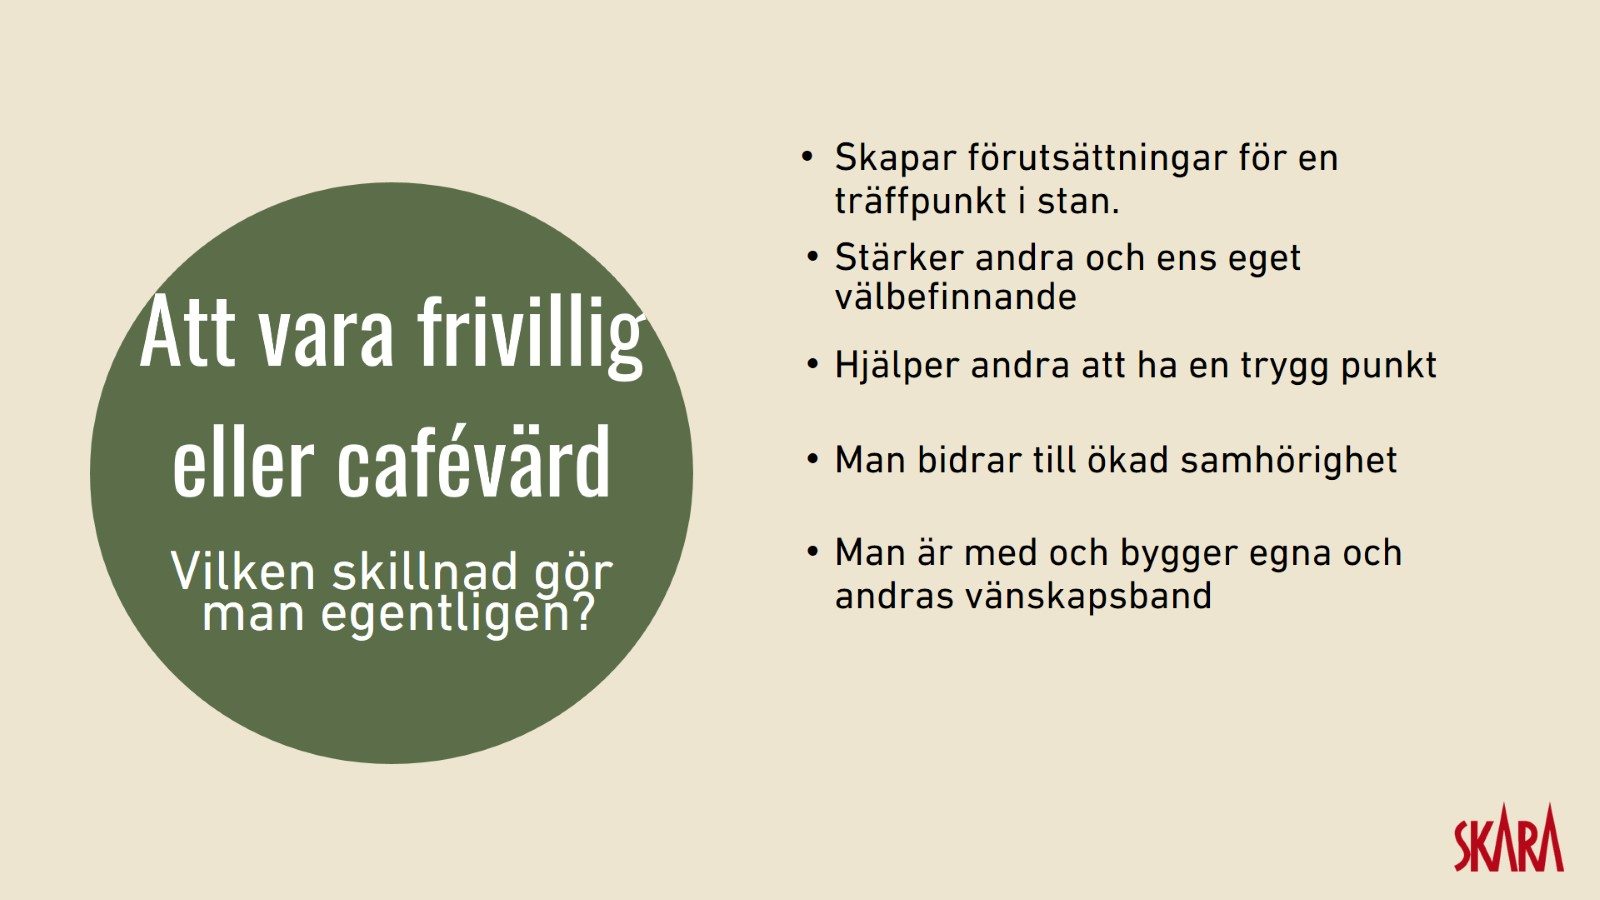 Att vara frivillig
eller cafévärd
Vilken skillnad gör
man egentligen?
• Skapar förutsättningar för en
träffpunkt i stan.
• Stärker andra och ens eget
välbefinnande
• Hjälper andra att ha en trygg punkt
• Man bidrar till ökad samhörighet
• Man är med och bygger egna och
andras vänskapsband
SKARA